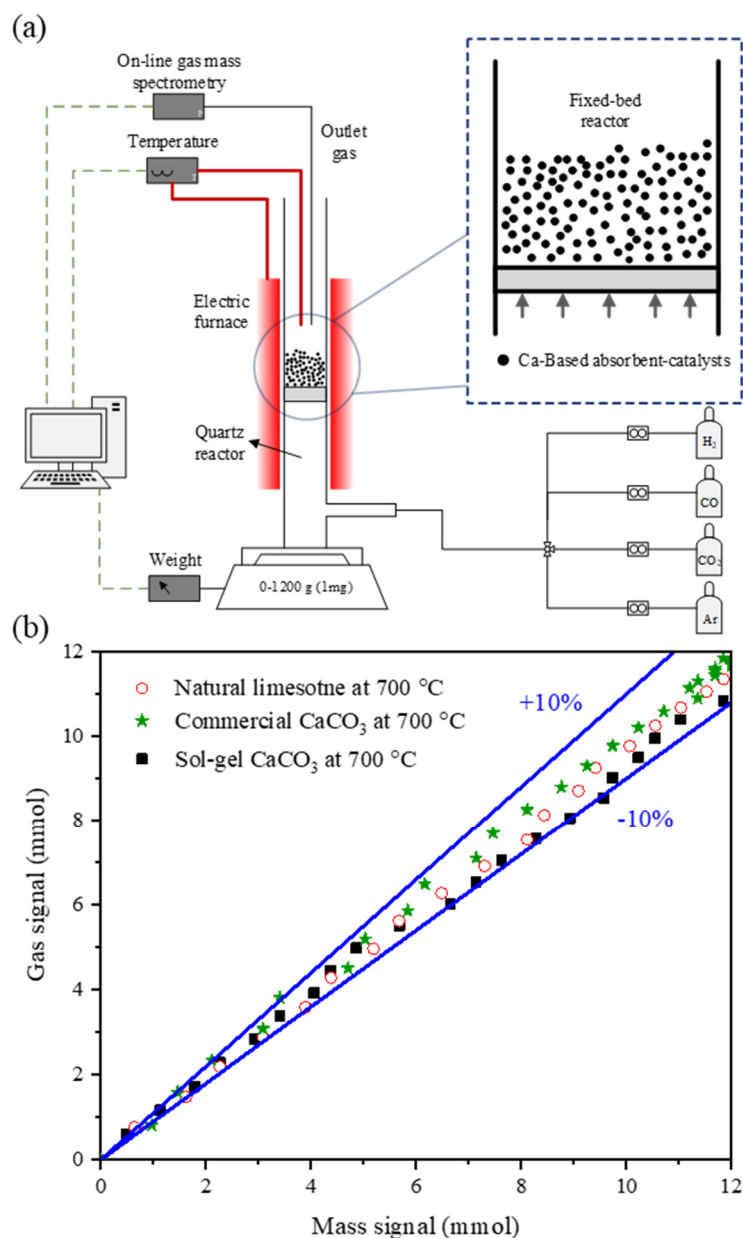 (a)
On-line gas mass
spectrometry
Temperature
T
Outlet
gas
Fixed-bed
reactor
Electric
furnace
Ca-Based absorbent-catalysts
Quartz
reactor
H₂
CO
CO₂
Ar
Weight
0-1200 g (1mg)
(b)
12
10
8
6
4
2
0
Gas signal (mmol)
Natural limesotne at 700 °C
Commercial CaCO₃ at 700 °C
Sol-gel CaCO₃ at 700 °C
+10%
-10%
0 2 4 6 8 10 12
Mass signal (mmol)